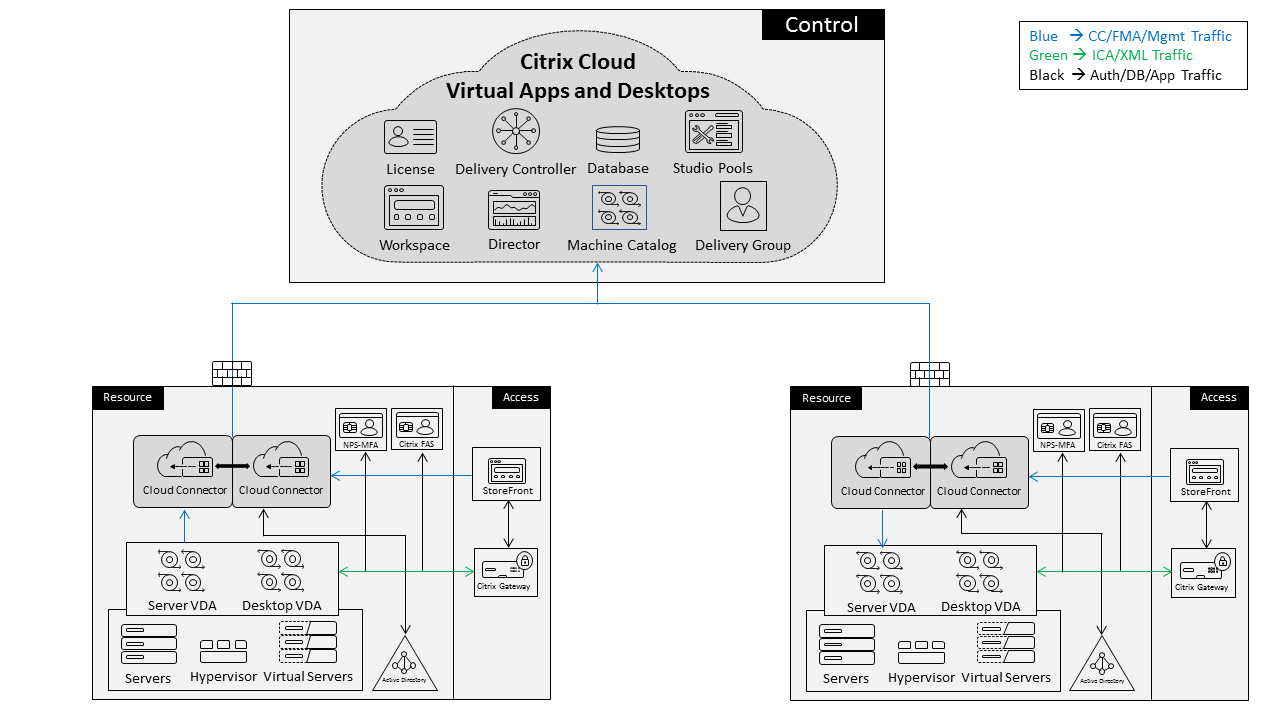 Control
Blue → CC/FMA/Mgmt Traffic
Green → ICA/XML Traffic
Black → Auth/DB/App Traffic
Citrix Cloud
Virtual Apps and Desktops
License
Delivery Controller
Database
Studio Pools
Workspace
Director
Machine Catalog
Delivery Group
Resource
Access
NPS-MFA
Citrix FAS
Cloud Connector
Cloud Connector
StoreFront
Citrix Gateway
Server VDA
Desktop VDA
Servers
Hypervisor
Virtual Servers
Active Directory
Resource
Access
NPS-MFA
Citrix FAS
Cloud Connector
Cloud Connector
StoreFront
Citrix Gateway
Server VDA
Desktop VDA
Servers
Hypervisor
Virtual Servers
Active Directory